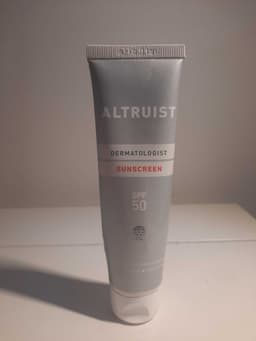 ALTRUIST
DERMATOLOGIST
SUNSCREEN
SPF
50